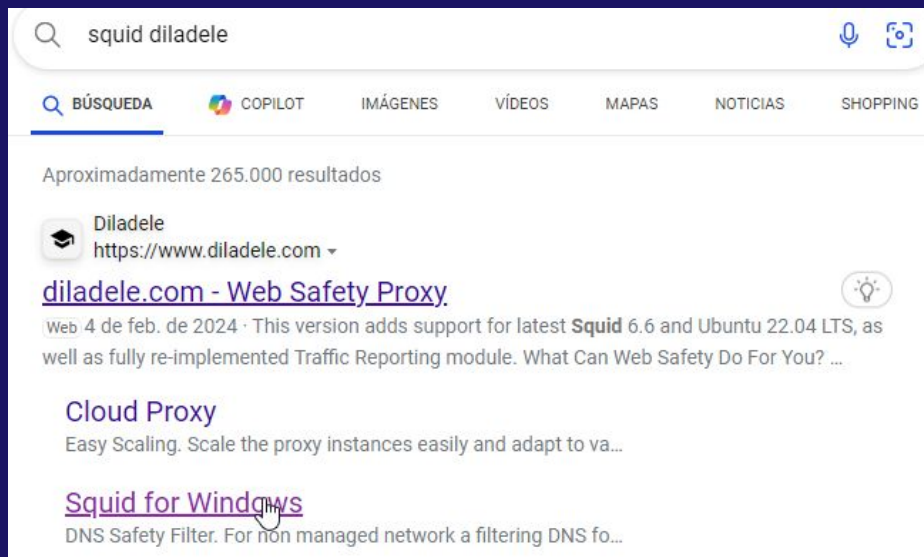 squid diladele
BÚSQUEDA COPILOT IMÁGENES VÍDEOS MAPAS NOTICIAS SHOPPING
Aproximadamente 265.000 resultados
Diladele
https://www.diladele.com
diladele.com - Web Safety Proxy
Web 4 de feb. de 2024 · This version adds support for latest Squid 6.6 and Ubuntu 22.04 LTS, as
well as fully re-implemented Traffic Reporting module. What Can Web Safety Do For You? ...
Cloud Proxy
Easy Scaling. Scale the proxy instances easily and adapt to va...
Squid for Windows
DNS Safety Filter. For non managed network a filtering DNS fo...